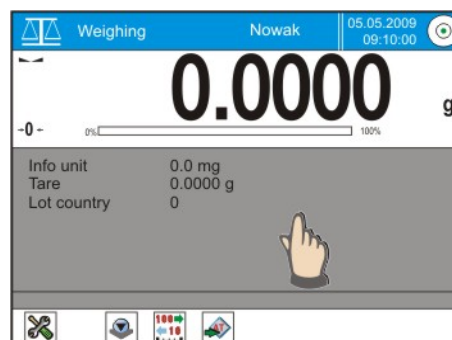 Weighing Nowak 05.05.2009
09:10:00
0.0000 g
→0← 0% 100%
Info unit 0.0 mg
Tare 0.0000 g
Lot country 0
100
10